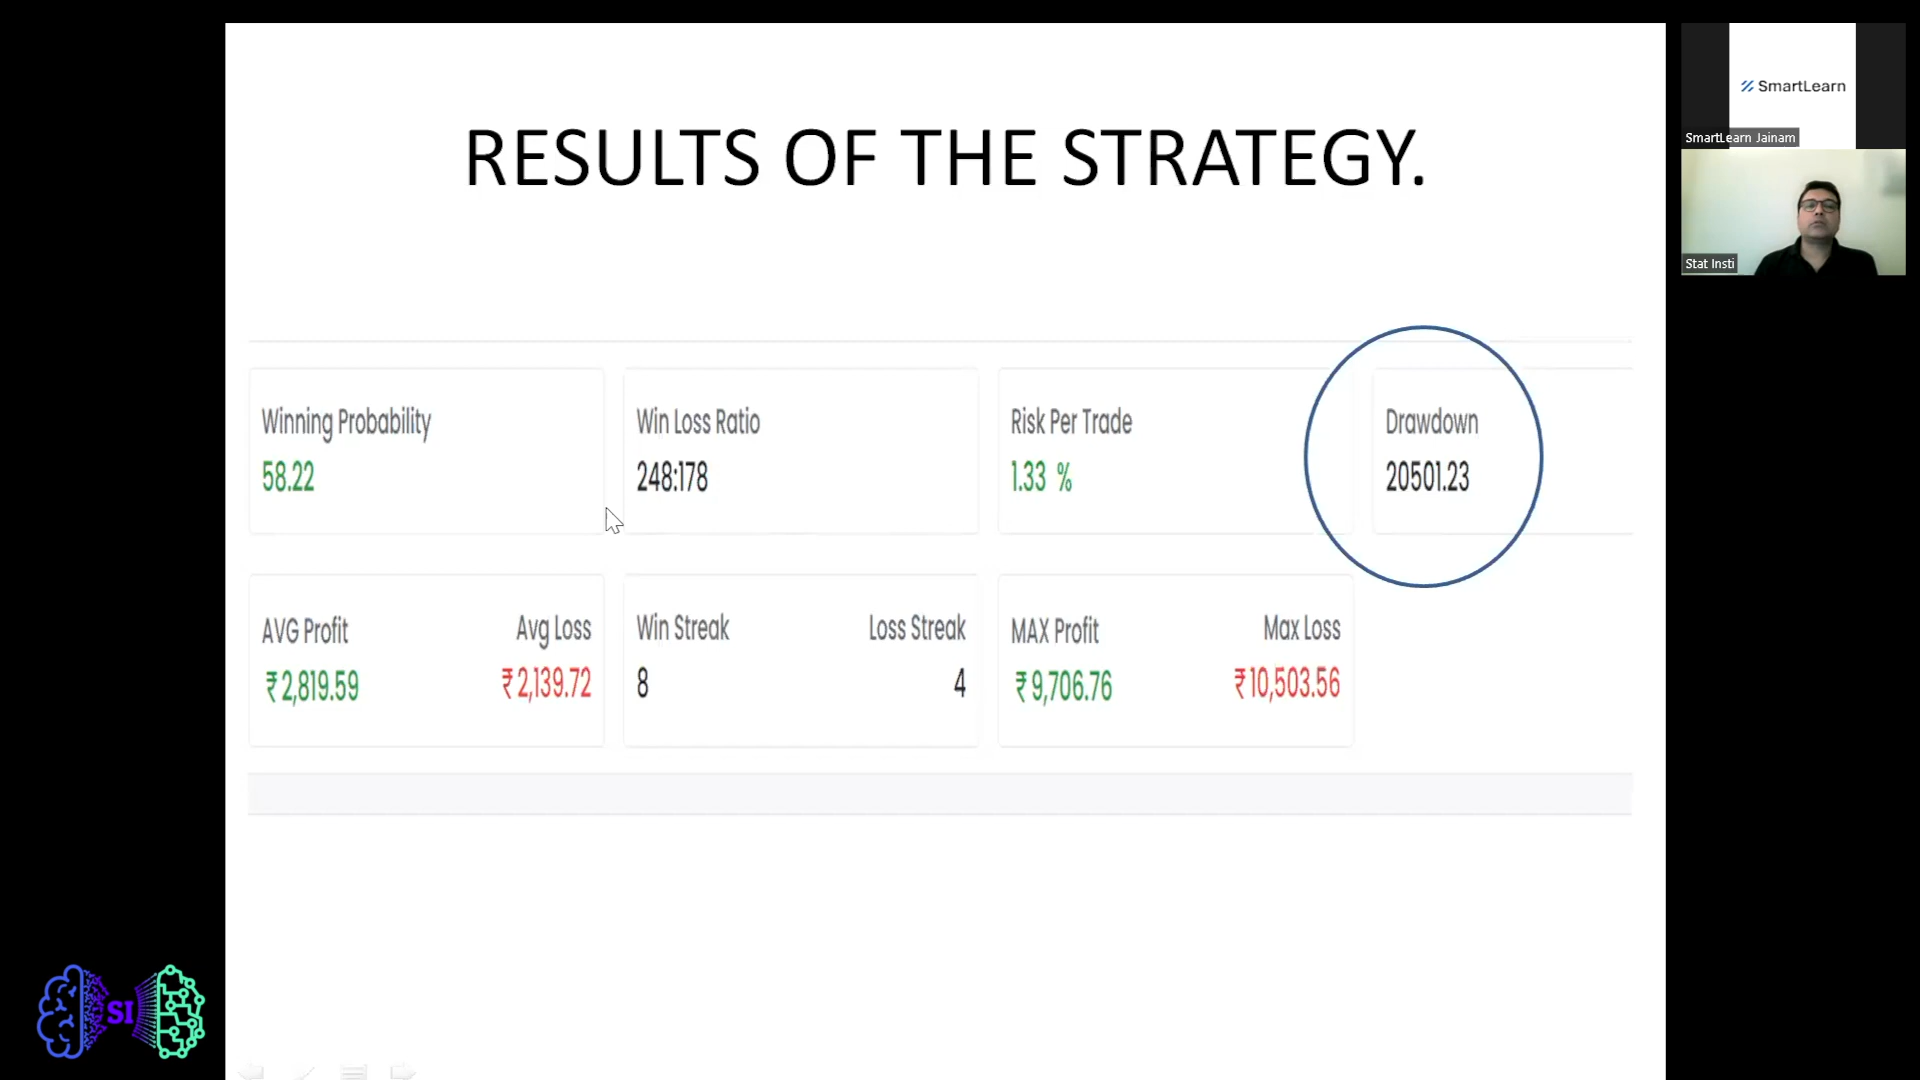 RESULTS OF THE STRATEGY.
Winning Probability
58.22
Win Loss Ratio
248:178
Risk Per Trade
1.33 %
Drawdown
20501.23
AVG Profit
Avg Loss
₹2,819.59
₹2,139.72
Win Streak
Loss Streak
8
4
MAX Profit
Max Loss
₹9,706.76
₹10,503.56
SmartLearn
SmartLearn Jainam
Stat Insti
SI